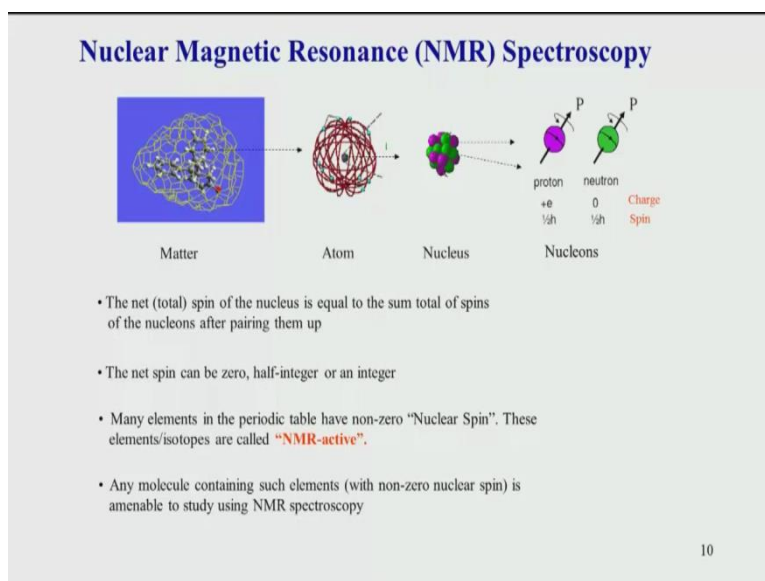 Nuclear Magnetic Resonance (NMR) Spectroscopy
P P
proton neutron
+e 0 Charge
½h ½h Spin
Matter Atom Nucleus Nucleons
• The net (total) spin of the nucleus is equal to the sum total of spins
of the nucleons after pairing them up
• The net spin can be zero, half-integer or an integer
• Many elements in the periodic table have non-zero “Nuclear Spin”. These
elements/isotopes are called “NMR-active”.
• Any molecule containing such elements (with non-zero nuclear spin) is
amenable to study using NMR spectroscopy
10